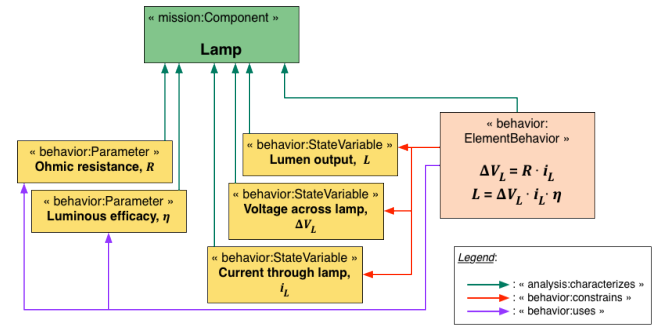 « mission:Component »
Lamp
« behavior:Parameter »
Ohmic resistance, R
« behavior:Parameter »
Luminous efficacy, η
« behavior:StateVariable »
Lumen output, L
« behavior:StateVariable »
Voltage across lamp,
ΔV_L
« behavior:StateVariable »
Current through lamp,
i_L
« behavior:
ElementBehavior »
ΔV_L = R · i_L
L = ΔV_L · i_L · η
Legend:
: « analysis:characterizes »
: « behavior:constrains »
: « behavior:uses »